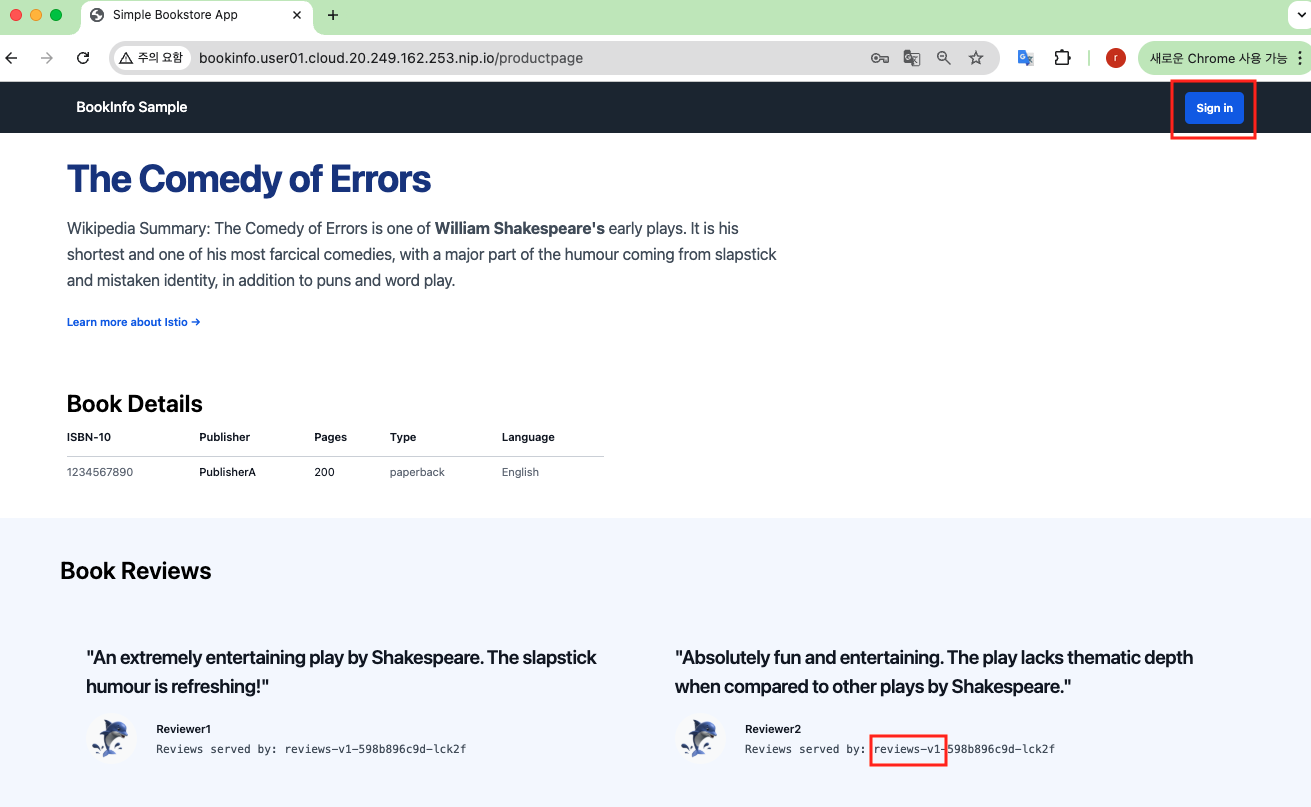 Simple Bookstore App
주의 요함
bookinfo.user01.cloud.20.249.162.253.nip.io/productpage
r
새로운 Chrome 사용 가능
BookInfo Sample
Sign in
The Comedy of Errors
Wikipedia Summary: The Comedy of Errors is one of William Shakespeare's early plays. It is his
shortest and one of his most farcical comedies, with a major part of the humour coming from slapstick
and mistaken identity, in addition to puns and word play.
Learn more about Istio →
Book Details
ISBN-10 Publisher Pages Type Language
1234567890 PublisherA 200 paperback English
Book Reviews
"An extremely entertaining play by Shakespeare. The slapstick
humour is refreshing!"
Reviewer1
Reviews served by: reviews-v1-598b896c9d-lck2f
"Absolutely fun and entertaining. The play lacks thematic depth
when compared to other plays by Shakespeare."
Reviewer2
Reviews served by: reviews-v1-598b896c9d-lck2f